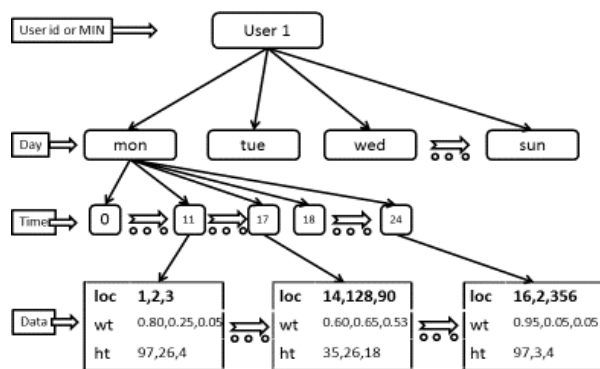 User id or MIN User 1
Day mon tue wed sun
Time 0 11 17 18 24
loc 1,2,3 loc 14,128,90 loc 16,2,356
Data wt 0.80,0.25,0.05 wt 0.60,0.65,0.53 wt 0.95,0.05,0.05
ht 97,26,4 ht 35,26,18 ht 97,3,4